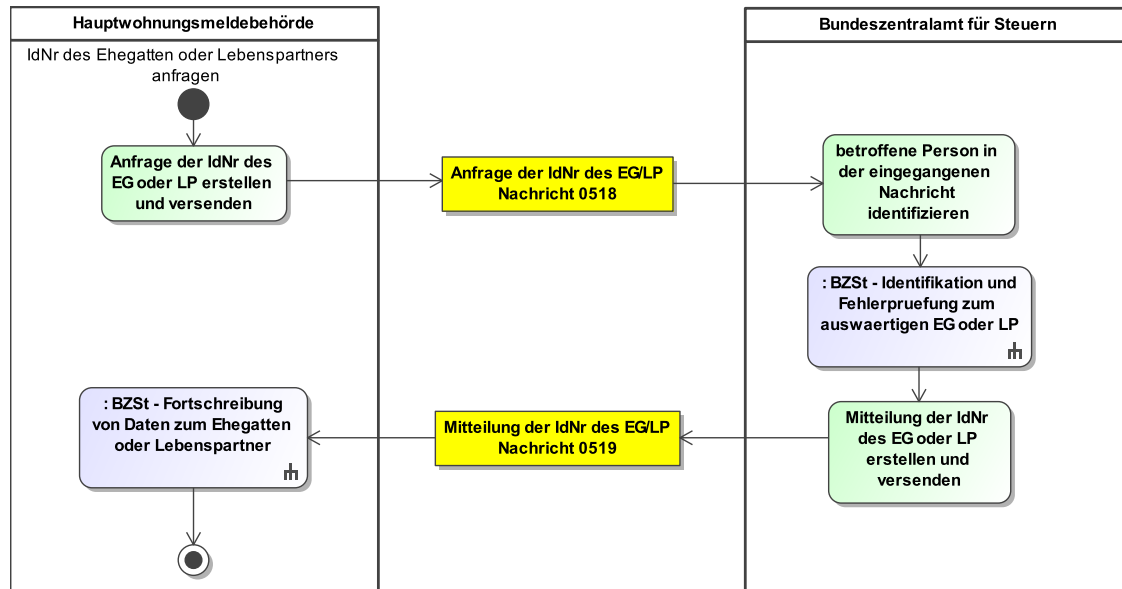 Hauptwohnungsmeldebehörde
Bundeszentralamt für Steuern
IdNr des Ehegatten oder Lebenspartners
anfragen
Anfrage der IdNr des
EG oder LP erstellen
und versenden
Anfrage der IdNr des EG/LP
Nachricht 0518
betroffene Person in
der eingegangenen
Nachricht
identifizieren
: BZSt - Identifikation und
Fehlerpruefung zum
auswaertigen EG oder LP
Mitteilung der IdNr
des EG oder LP
erstellen und
versenden
Mitteilung der IdNr des EG/LP
Nachricht 0519
: BZSt - Fortschreibung
von Daten zum Ehegatten
oder Lebenspartner